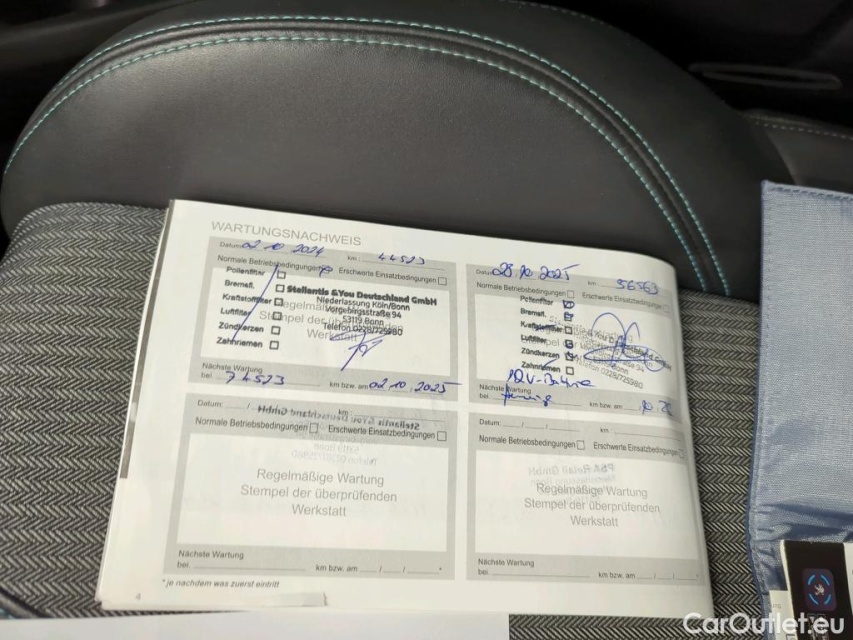 WARTUNGSNACHWEIS
Datum: 02 10 2024 km 44523
Normale Betriebsbedingungen Erschwerte Einsatzbedingungen
Pollenfilter
Bremsfl.
Kraftstofffilter
Luftfilter
Zündkerzen
Zahnriemen
Stellantis &You Deutschland GmbH
Niederlassung Köln/Bonn
Vorgebirgsstraße 94
53119 Bonn
Telefon 0228/725980
Regelmäßige Wartung
Stempel der überprüfenden
Werkstatt
Nächste Wartung
bei 74523 km bzw. am 02.10.2025
Datum: 28 10 2025 km 56563
Normale Betriebsbedingungen Erschwerte Einsatzbedingungen
Pollenfilter
Bremsfl.
Kraftstofffilter
Luftfilter
Zündkerzen
Zahnriemen
Nächste Wartung
bei km bzw. am
Datum: / / km
Normale Betriebsbedingungen Erschwerte Einsatzbedingungen
Regelmäßige Wartung
Stempel der überprüfenden
Werkstatt
Nächste Wartung
bei km bzw. am / / *
Datum: / / km
Normale Betriebsbedingungen Erschwerte Einsatzbedingungen
Regelmäßige Wartung
Stempel der überprüfenden
Werkstatt
Nächste Wartung
bei km bzw. am / /
*je nachdem was zuerst eintritt
4
CarOutlet.eu